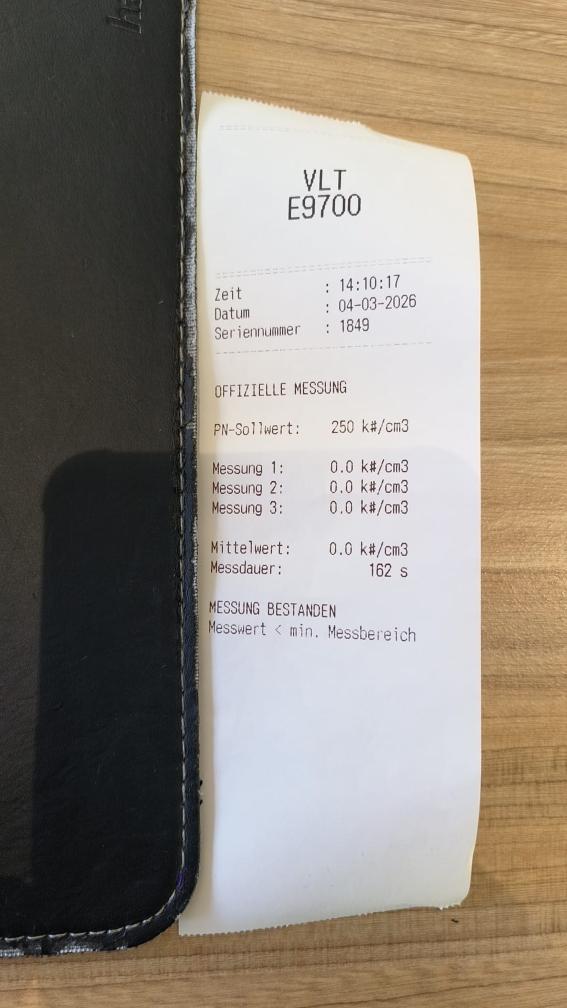 VLT
E9700
Zeit : 14:10:17
Datum : 04-03-2026
Seriennummer : 1849
OFFIZIELLE MESSUNG
PN-Sollwert: 250 k#/cm3
Messung 1: 0.0 k#/cm3
Messung 2: 0.0 k#/cm3
Messung 3: 0.0 k#/cm3
Mittelwert: 0.0 k#/cm3
Messdauer: 162 s
MESSUNG BESTANDEN
Messwert < min. Messbereich